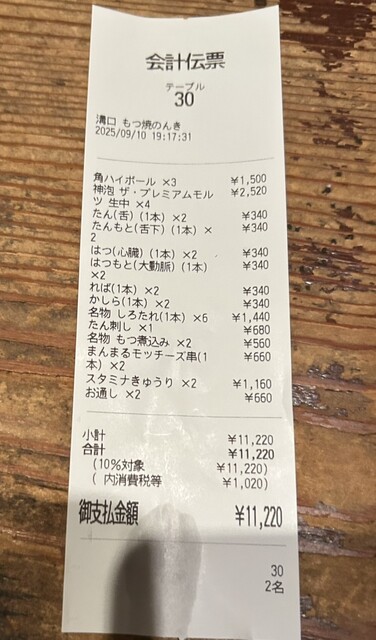 会計伝票
テーブル
30
溝口 もつ焼のんき
2025/09/10 19:17:31
角ハイボール ×3 ¥1,500
神泡 ザ・プレミアムモル ¥2,520
ツ 生中 ×4
たん(舌) (1本) ×2 ¥340
たんもと(舌下) (1本) × ¥340
2
はつ(心臓) (1本) ×2 ¥340
はつもと(大動脈) (1本) ¥340
×2
れば(1本) ×2 ¥340
かしら(1本) ×2 ¥340
名物 しろたれ(1本) ×6 ¥1,440
たん刺し ×1 ¥680
名物 もつ煮込み ×2 ¥560
まんまるモッチーズ串(1 ¥660
本) ×2
スタミナきゅうり ×2 ¥1,160
お通し ×2 ¥660
小計 ¥11,220
合計 ¥11,220
(10%対象 ¥11,220)
( 内消費税等 ¥1,020)
御支払金額 ¥11,220
30
2名